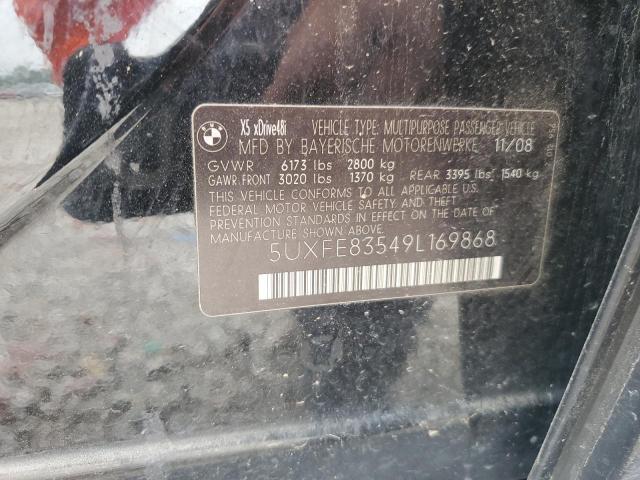 BMW
X5 xDrive48i VEHICLE TYPE: MULTIPURPOSE PASSENGER VEHICLE
MFD BY BAYERISCHE MOTORENWERKE 11/08
GVWR 6173 lbs 2800 kg
GAWR FRONT 3020 lbs 1370 kg REAR 3395 lbs 1540 kg
THIS VEHICLE CONFORMS TO ALL APPLICABLE U.S.
FEDERAL MOTOR VEHICLE SAFETY AND THEFT
PREVENTION STANDARDS IN EFFECT ON THE DATE OF
MANUFACTURE SHOWN ABOVE.
5UXFE83549L169868